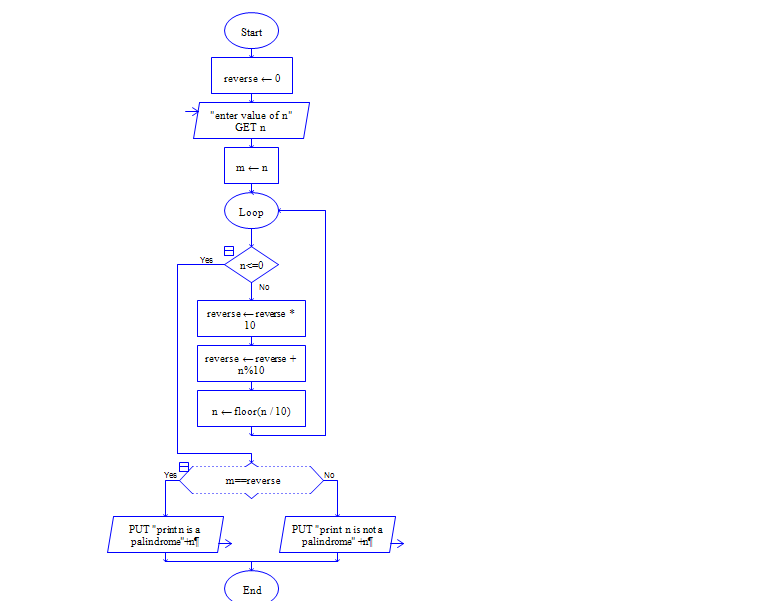 Start
reverse ← 0
"enter value of n"
GET n
m ← n
Loop
Yes
n<=0
No
reverse ← reverse *
10
reverse ← reverse +
n%10
n ← floor(n / 10)
Yes
m==reverse
No
PUT "print n is a
palindrome"+n¶
PUT "print n is not a
palindrome" +n¶
End